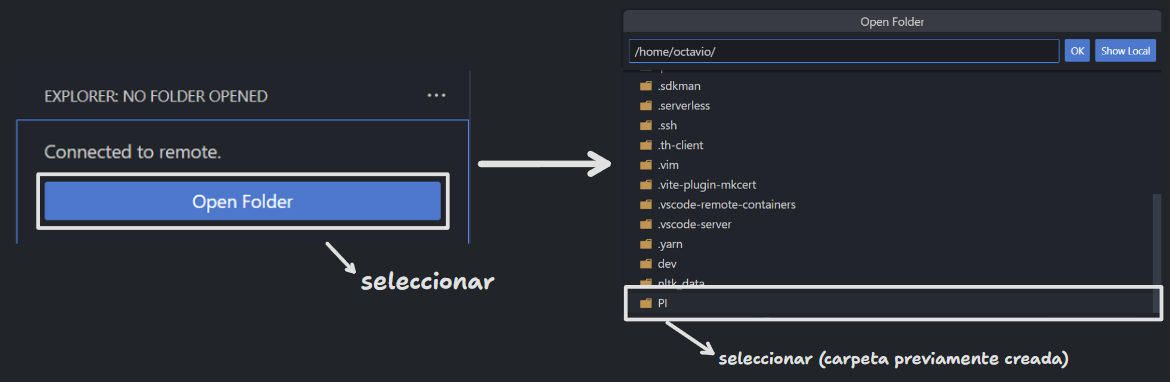 EXPLORER: NO FOLDER OPENED ...
Connected to remote.
Open Folder
seleccionar
Open Folder
/home/octavio/
OK
Show Local
.sdkman
.serverless
.ssh
.th-client
.vim
.vite-plugin-mkcert
.vscode-remote-containers
.vscode-server
.yarn
dev
nltk_data
PI
seleccionar (carpeta previamente creada)